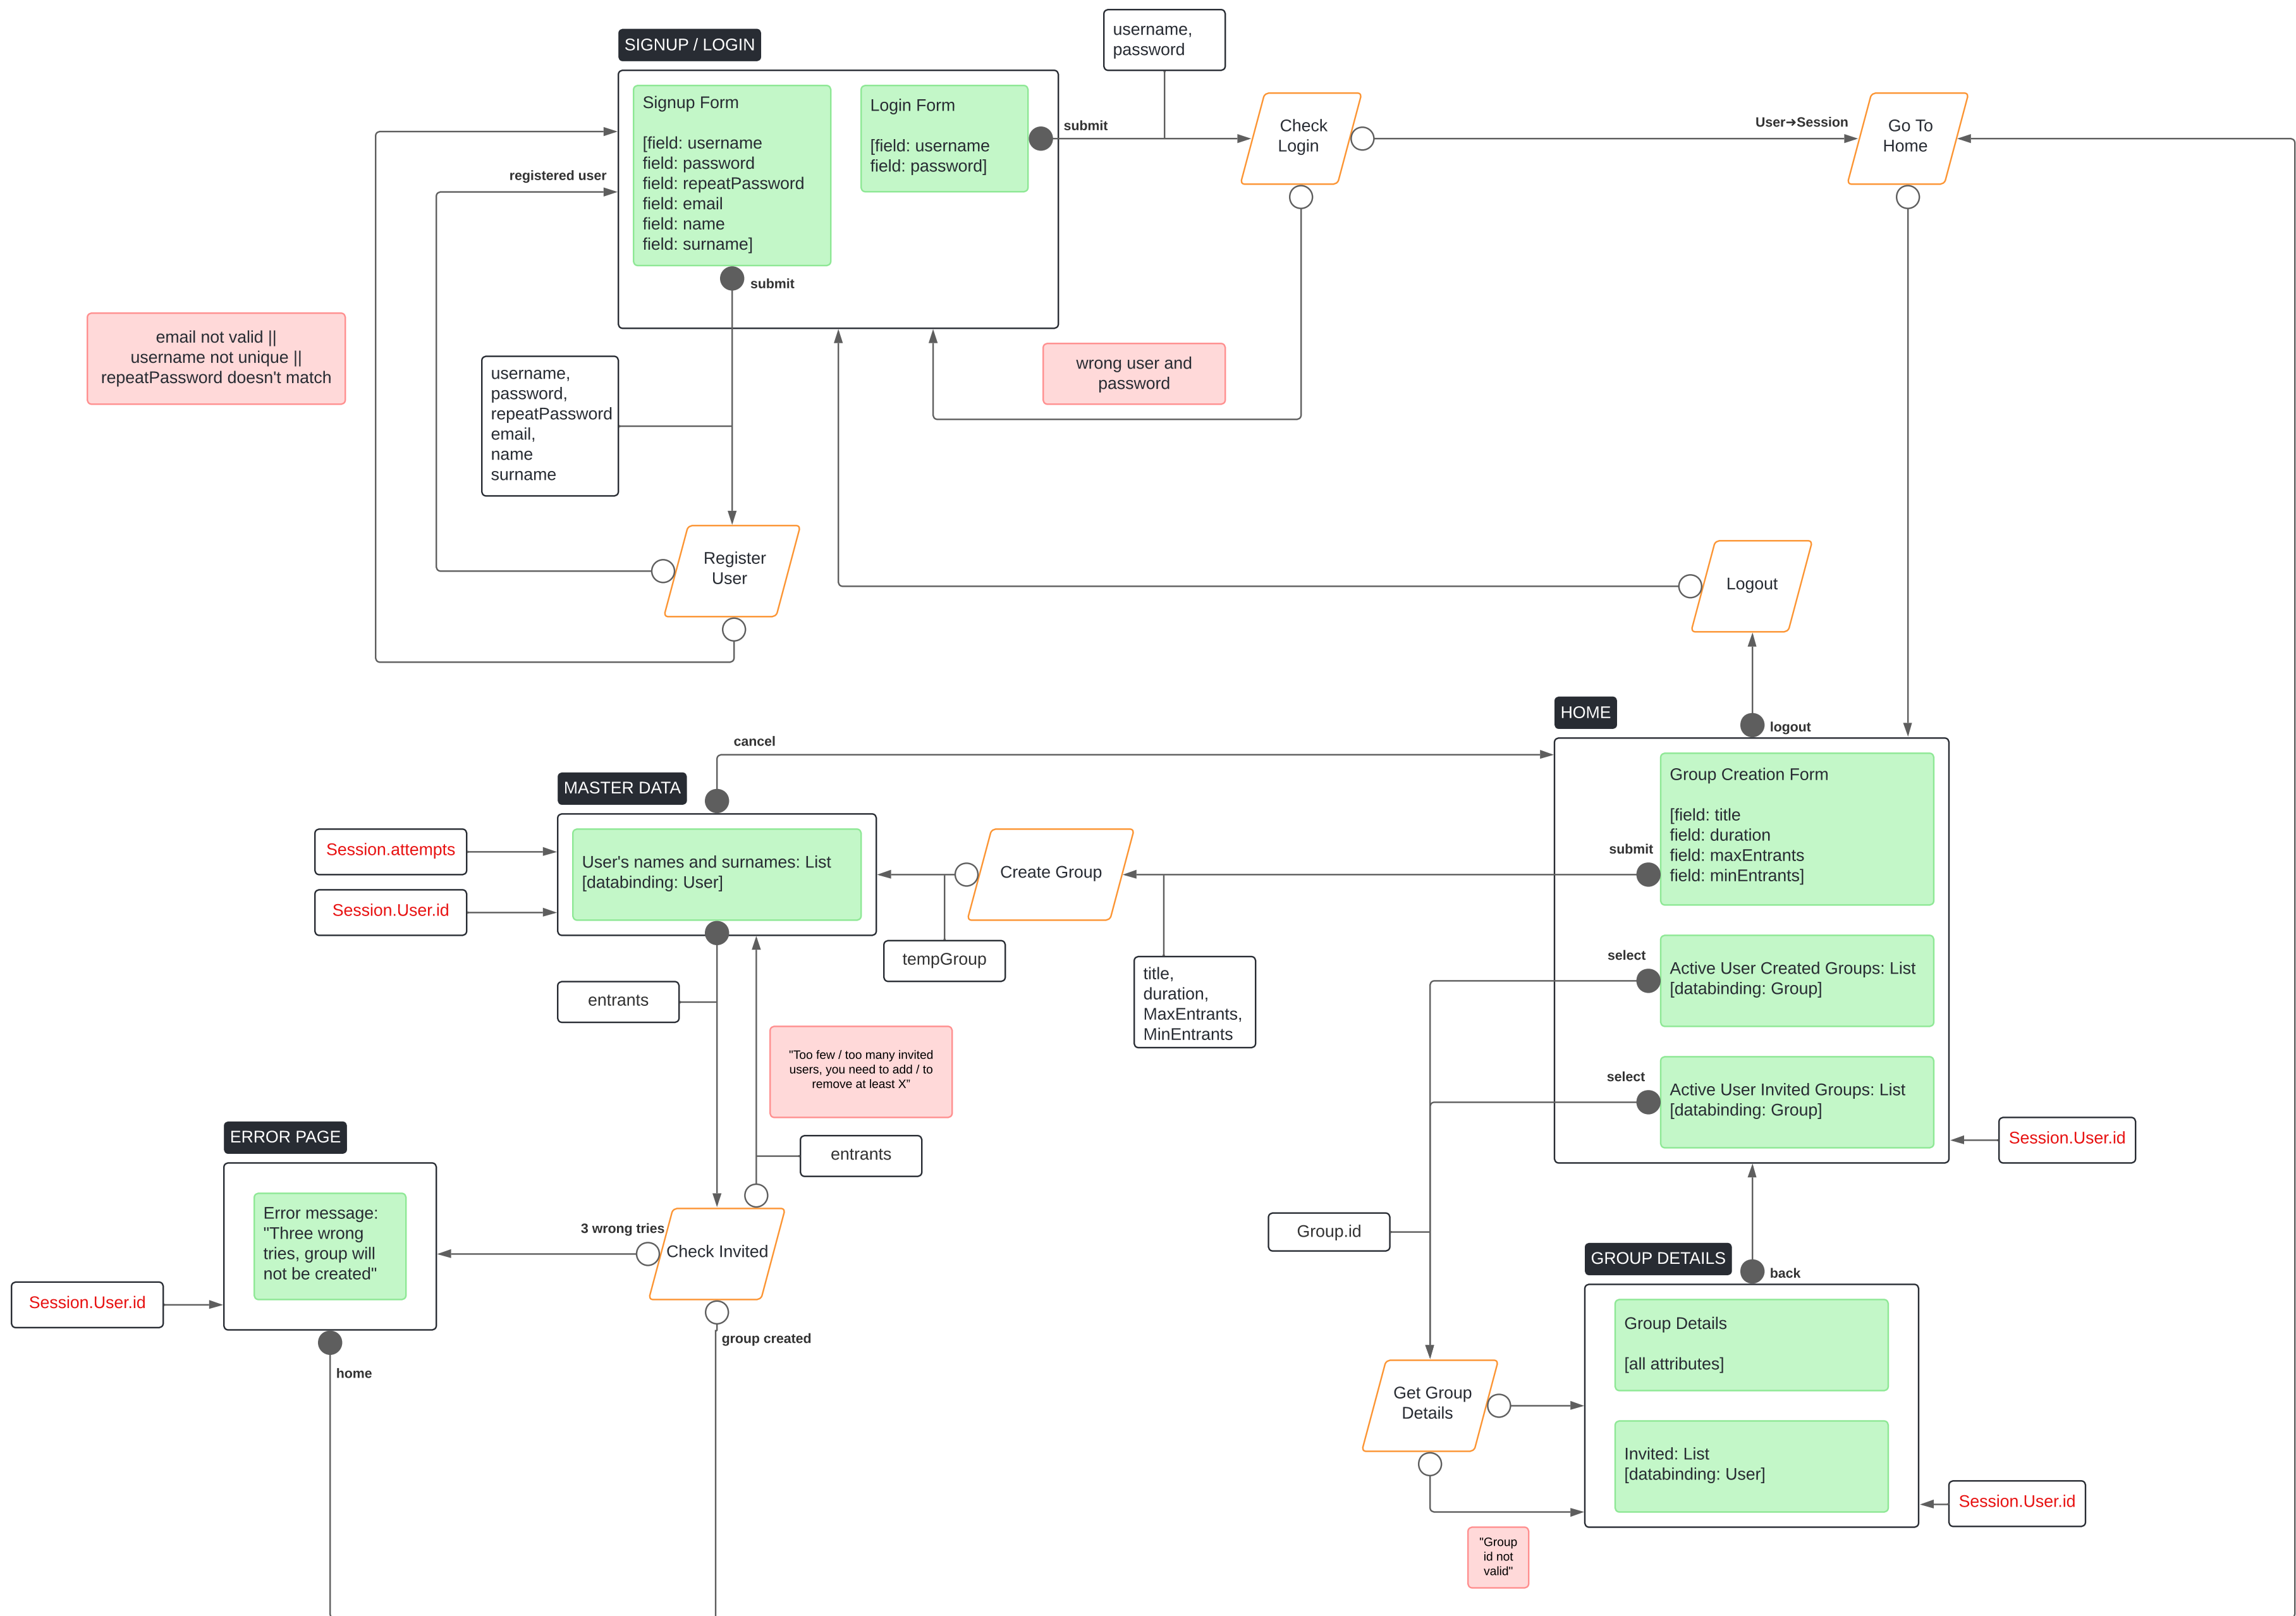 username,
password
SIGNUP / LOGIN
Signup Form
[field: username
field: password
field: repeatPassword
field: email
field: name
field: surname]
Login Form
[field: username
field: password]
submit
Check
Login
User➜Session
Go To
Home
registered user
submit
email not valid ||
username not unique ||
repeatPassword doesn't match
wrong user and
password
username,
password,
repeatPassword
email,
name
surname
Register
User
Logout
HOME
logout
cancel
MASTER DATA
Group Creation Form
[field: title
field: duration
field: maxEntrants
field: minEntrants]
submit
Session.attempts
Session.User.id
User's names and surnames: List
[databinding: User]
Create Group
tempGroup
title,
duration,
MaxEntrants,
MinEntrants
select
Active User Created Groups: List
[databinding: Group]
entrants
"Too few / too many invited
users, you need to add / to
remove at least X”
select
Active User Invited Groups: List
[databinding: Group]
Session.User.id
entrants
ERROR PAGE
Error message:
"Three wrong
tries, group will
not be created"
3 wrong tries
Check Invited
Group.id
GROUP DETAILS
back
Session.User.id
group created
home
Group Details
[all attributes]
Get Group
Details
Invited: List
[databinding: User]
Session.User.id
"Group
id not
valid"